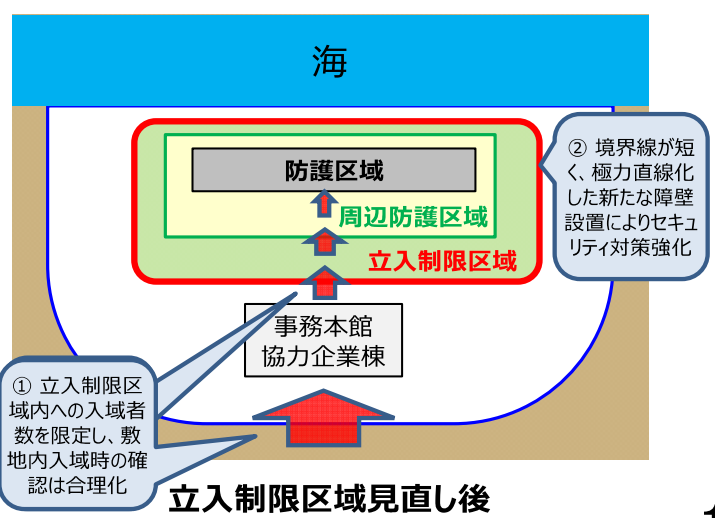 海
防護区域
周辺防護区域
立入制限区域
② 境界線が短
く、極力直線化
した新たな障壁
設置によりセキュ
リティ対策強化
事務本館
協力企業棟
① 立入制限区
域内への入域者
数を限定し、敷
地内入域時の確
認は合理化
立入制限区域見直し後